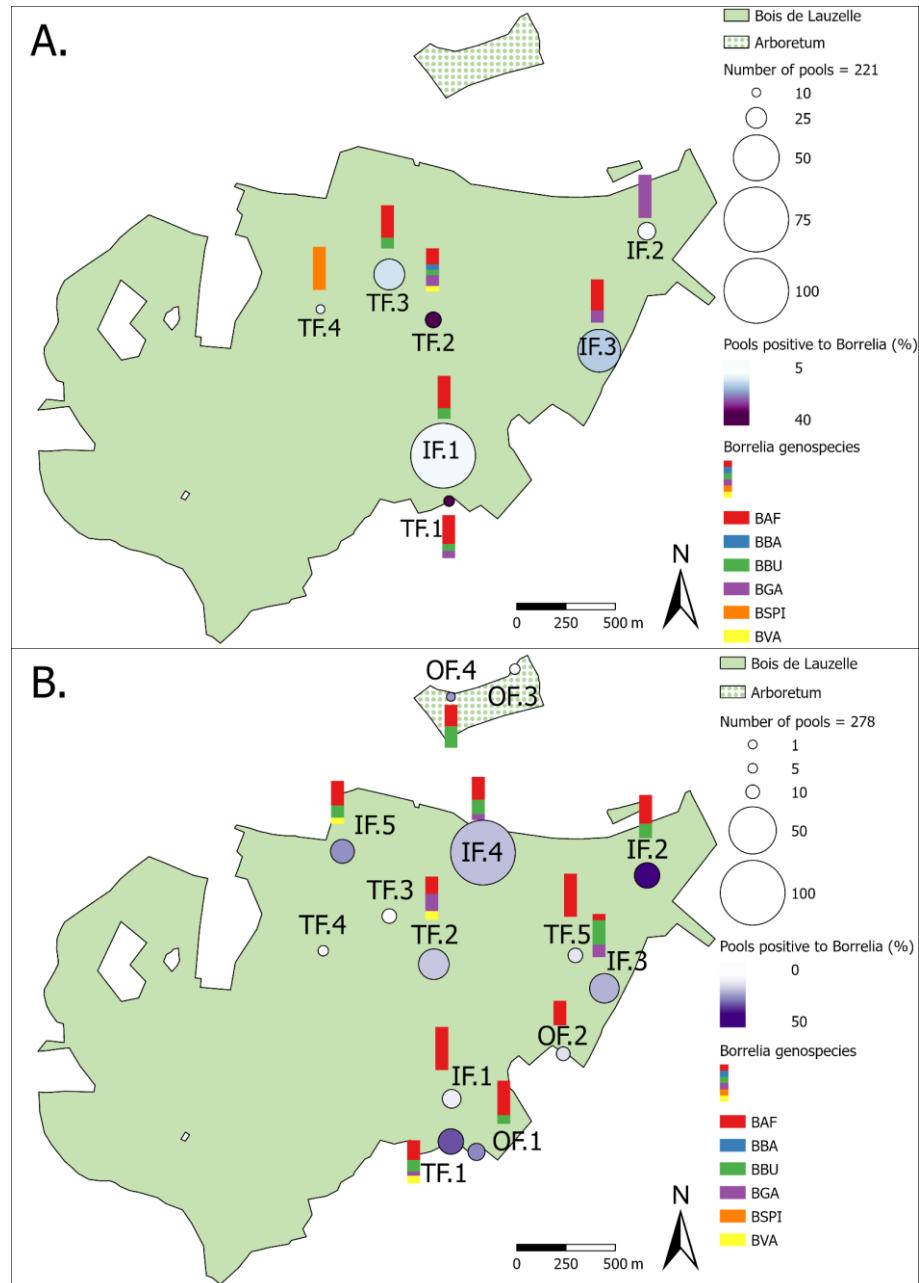 A.
Bois de Lauzelle
Arboretum
Number of pools = 221
10
25
50
75
100
Pools positive to Borrelia (%)
5
40
Borrelia genospecies
BAF
BBA
BBU
BGA
BSPI
BVA
IF.2
TF.3
TF.4
TF.2
IF.3
IF.1
TF.1
N
0 250 500 m
B.
Bois de Lauzelle
Arboretum
Number of pools = 278
1
5
10
50
100
Pools positive to Borrelia (%)
0
50
Borrelia genospecies
BAF
BBA
BBU
BGA
BSPI
BVA
OF.4
OF.3
IF.5
IF.4
IF.2
TF.3
TF.4
TF.2
TF.5
IF.3
OF.2
IF.1
OF.1
TF.1
N
0 250 500 m